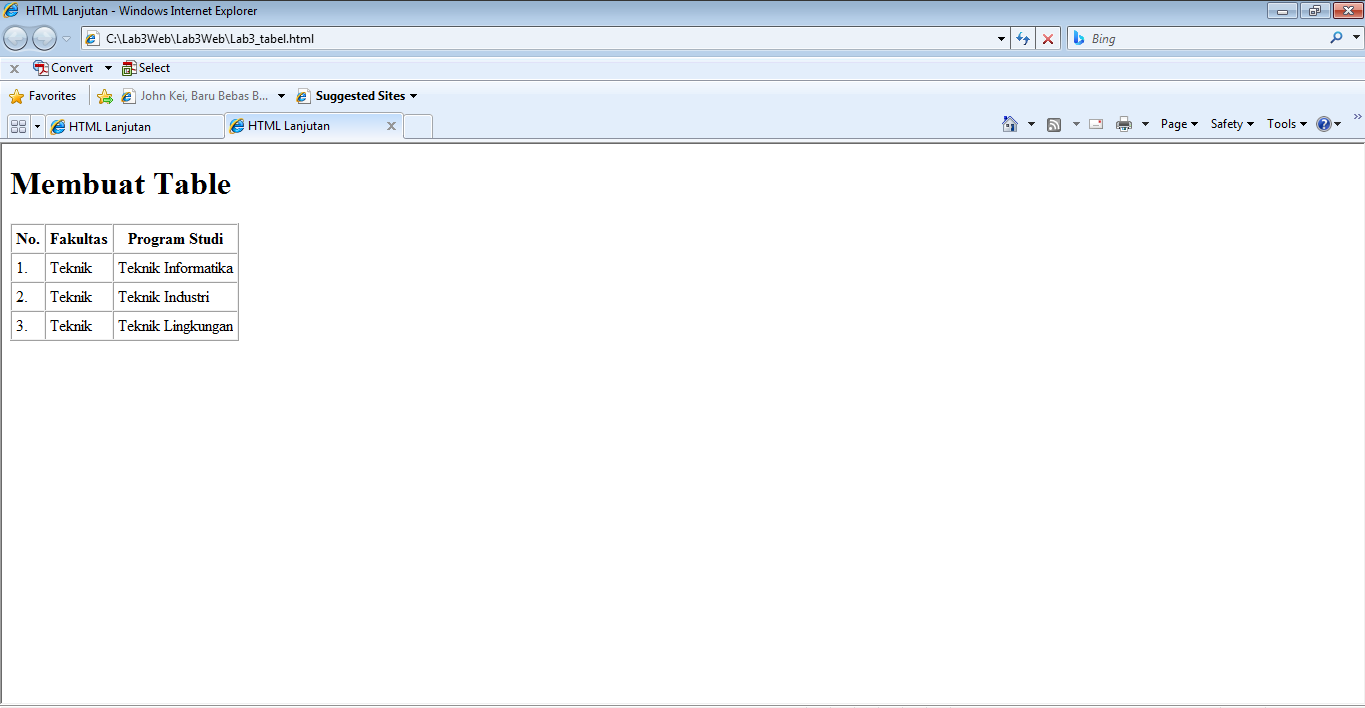 HTML Lanjutan - Windows Internet Explorer
C:\Lab3Web\Lab3Web\Lab3_tabel.html
Bing
x Convert Select
Favorites John Kei, Baru Bebas B... Suggested Sites
HTML Lanjutan HTML Lanjutan x Page Safety Tools »
Membuat Table
No. Fakultas Program Studi
1. Teknik Teknik Informatika
2. Teknik Teknik Industri
3. Teknik Teknik Lingkungan